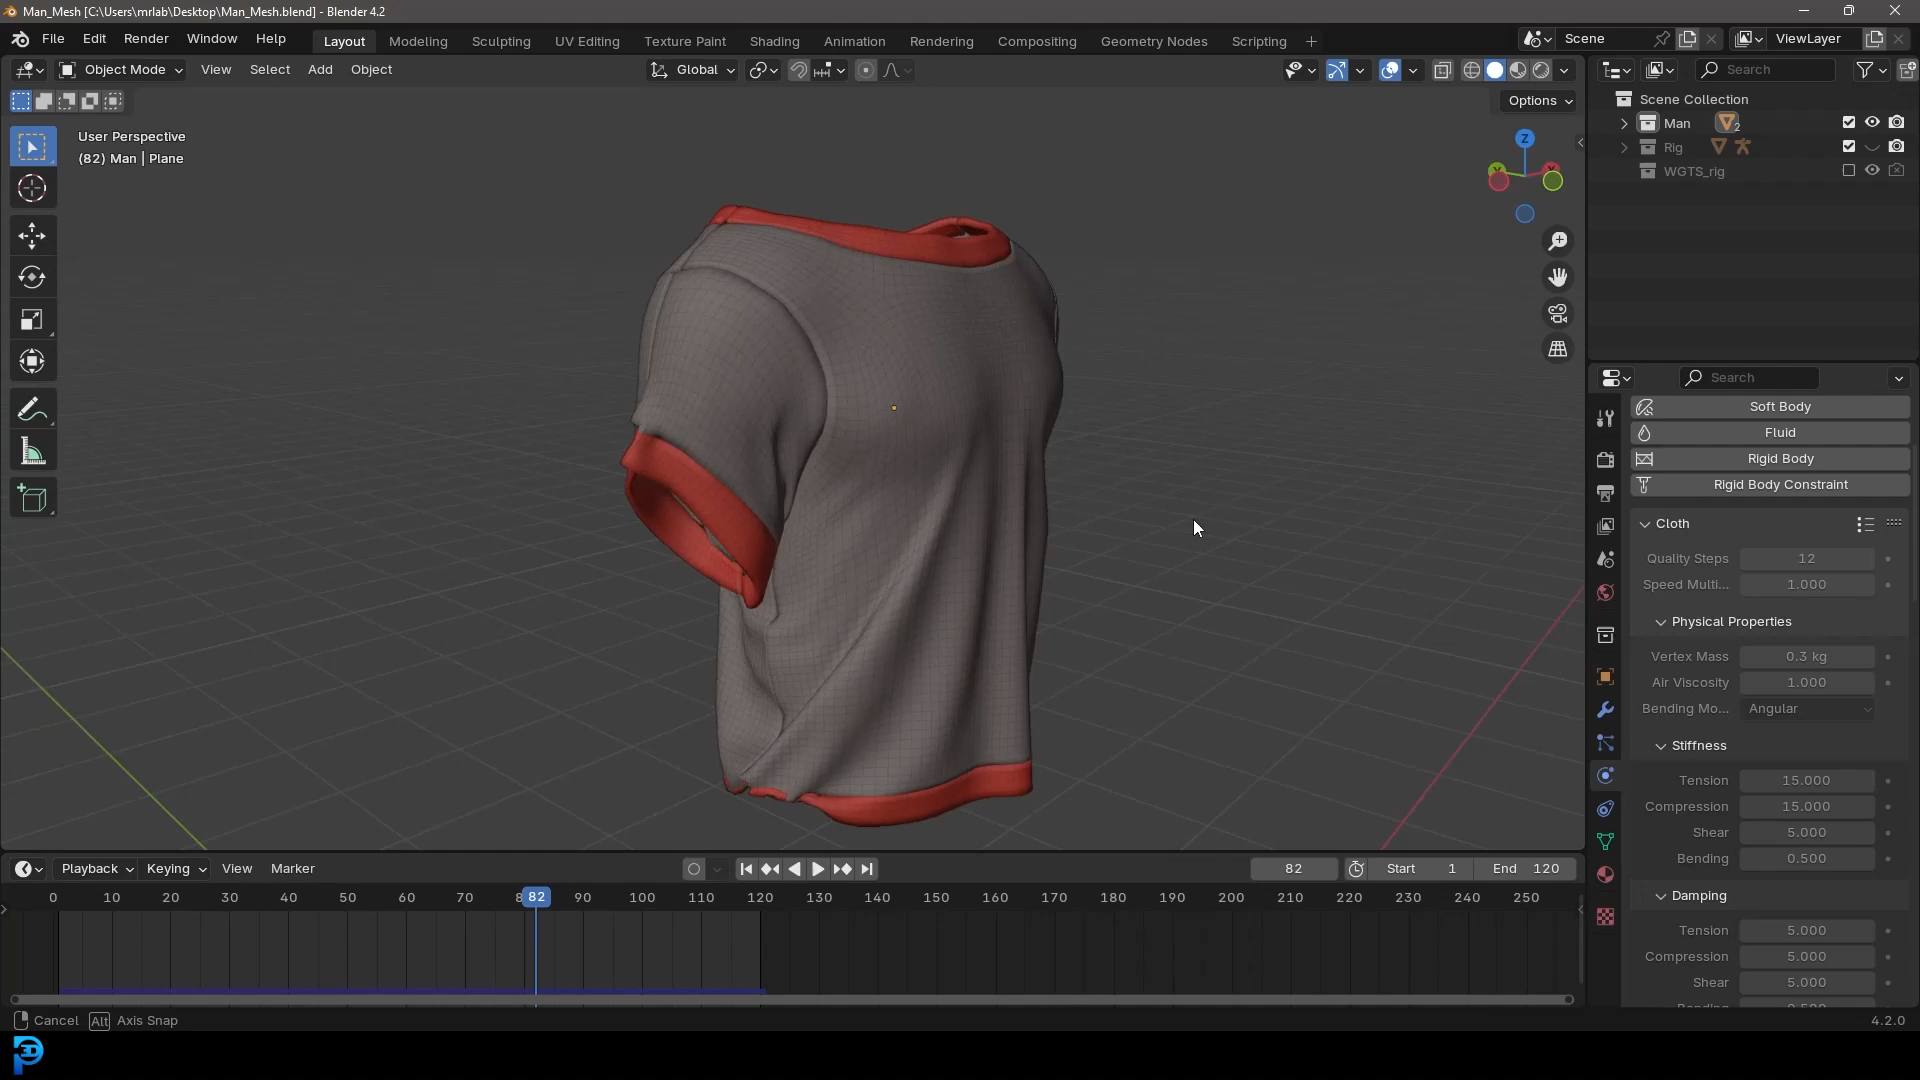 Man_Mesh [C:\Users\mrlab\Desktop\Man_Mesh.blend] - Blender 4.2
File Edit Render Window Help Layout Modeling Sculpting UV Editing Texture Paint Shading Animation Rendering Compositing Geometry Nodes Scripting + Scene ViewLayer
Object Mode View Select Add Object Global Search
Options
Scene Collection
Man 2
Rig
WGTS_rig
User Perspective
(82) Man | Plane
Z
Search
Soft Body
Fluid
Rigid Body
Rigid Body Constraint
Cloth
Quality Steps 12
Speed Multi... 1.000
Physical Properties
Vertex Mass 0.3 kg
Air Viscosity 1.000
Bending Mo... Angular
Stiffness
Tension 15.000
Compression 15.000
Shear 5.000
Bending 0.500
Damping
Tension 5.000
Compression 5.000
Shear 5.000
Playback Keying View Marker 82 Start 1 End 120
0 10 20 30 40 50 60 70 82 90 100 110 120 130 140 150 160 170 180 190 200 210 220 230 240 250
Cancel Alt Axis Snap 4.2.0